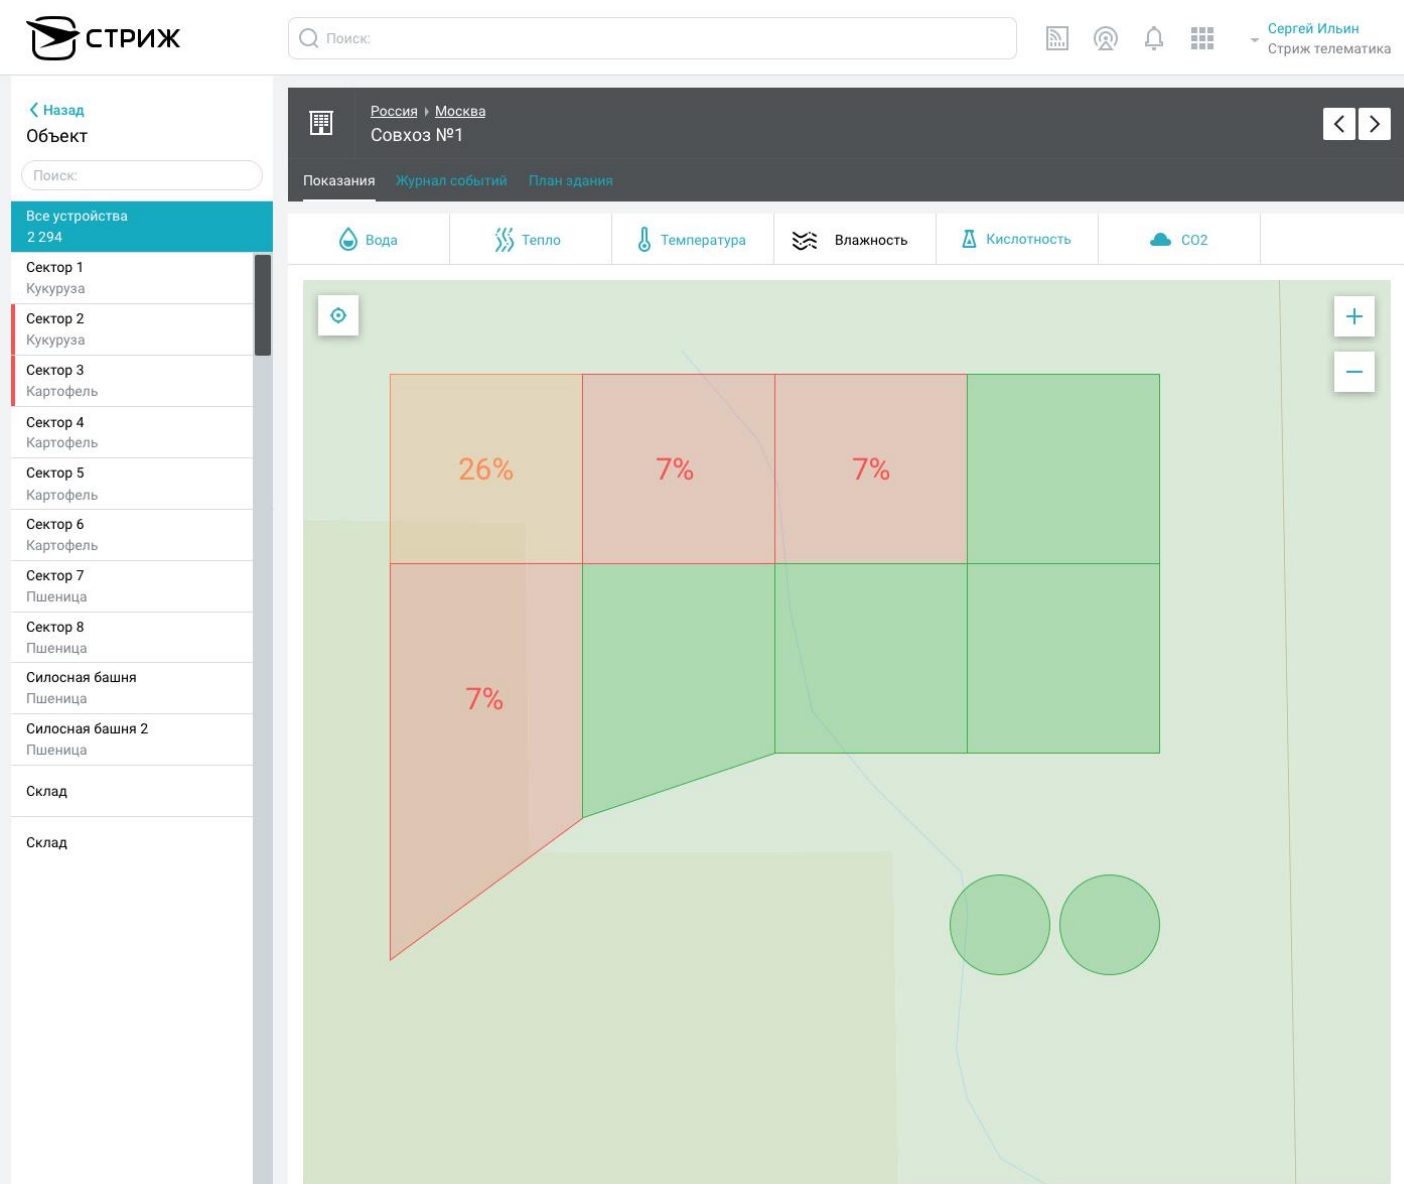 СТРИЖ
Поиск:
Сергей Ильин
Стриж телематика
Назад
Объект
Поиск:
Все устройства
2 294
Сектор 1
Кукуруза
Сектор 2
Кукуруза
Сектор 3
Картофель
Сектор 4
Картофель
Сектор 5
Картофель
Сектор 6
Картофель
Сектор 7
Пшеница
Сектор 8
Пшеница
Силосная башня
Пшеница
Силосная башня 2
Пшеница
Склад
Склад
Россия Москва
Совхоз №1
Показания Журнал событий План здания
Вода Тепло Температура Влажность Кислотность CO2
26% 7% 7%
7%